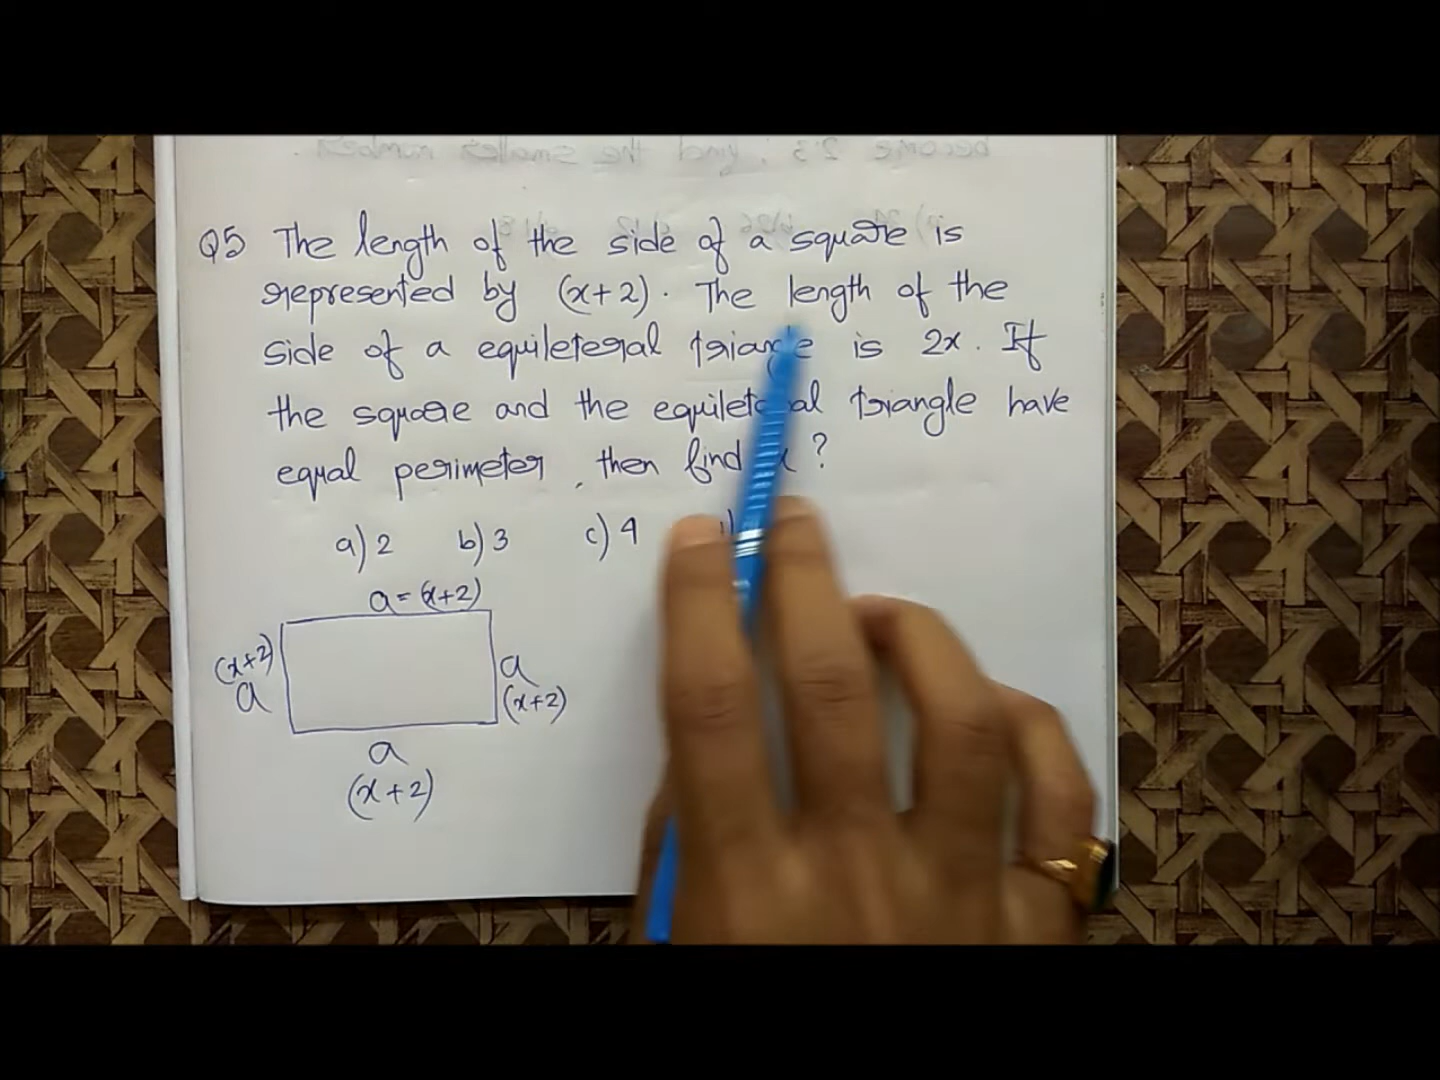 Q5 The length of the side of a square is
represented by (x+2). The length of the
side of a equileteral triangle is 2x. If
the square and the equileteral triangle have
equal perimeter, then find x ?
a) 2 b) 3 c) 4
a = (x+2)
(x+2)
a
a
(x+2)
a
(x+2)